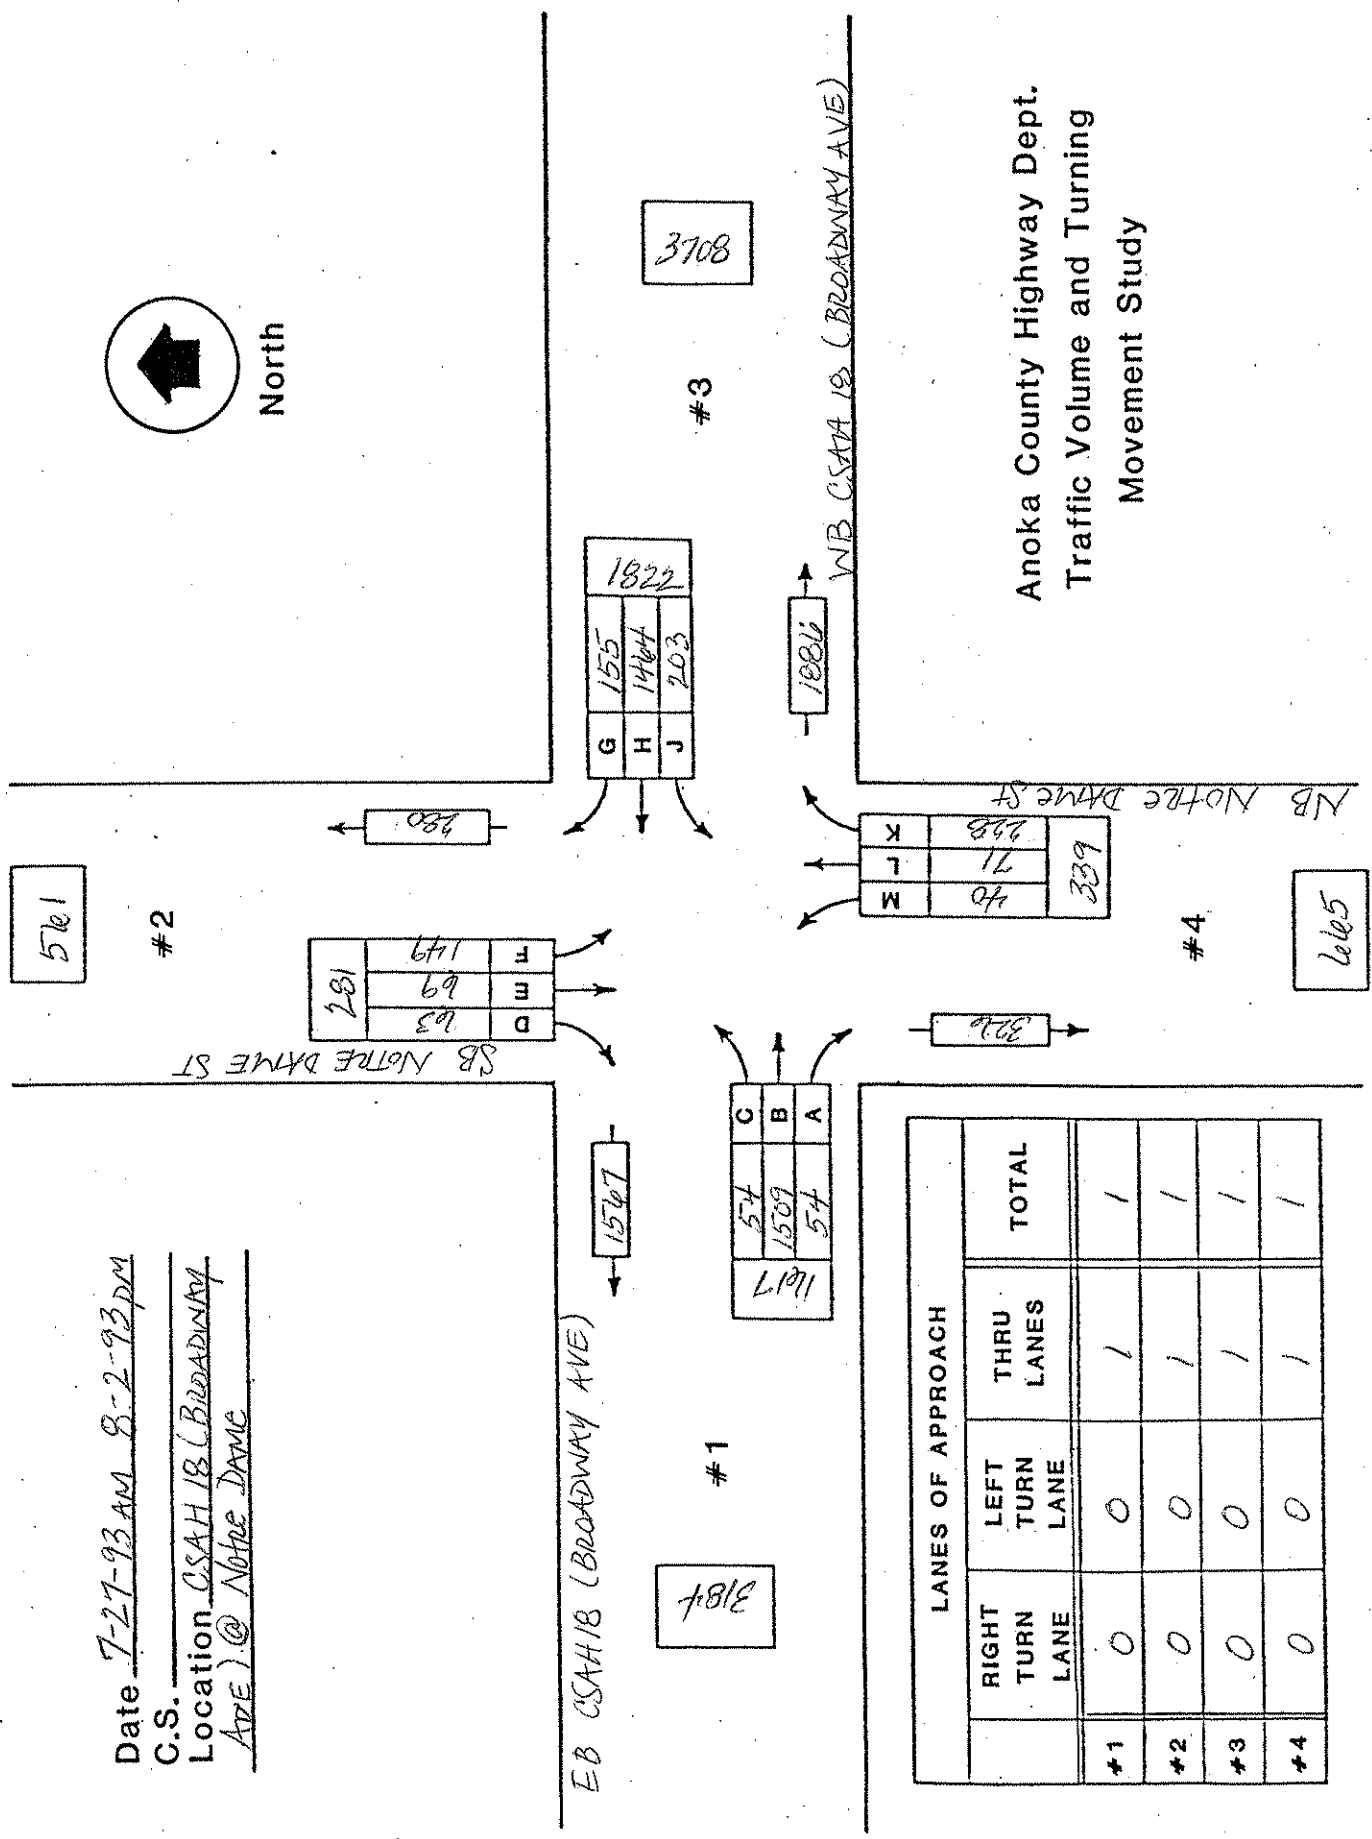 Date 7-27-93 AM 8-2-93 PM
C.S.
Location CSAH 18 (BROADWAY
AVE) @ Notre DAME
North
561
#2
SB NOTRE DAME ST
281
63 69 149
D E F
280
EB CSAH18 (BROADWAY AVE)
1567
#1
3184
1617
54 C
1509 B
54 A
G 155
H 1464
J 203
1822
#3
3708
1886
WB CSAH 18 (BROADWAY AVE)
M L K
40 71 228
339
NB NOTRE DAME St
326
#4
665
LANES OF APPROACH
RIGHT TURN LANE LEFT TURN LANE THRU LANES TOTAL
#1 0 0 1 1
#2 0 0 1 1
#3 0 0 1 1
#4 0 0 1 1
Anoka County Highway Dept.
Traffic Volume and Turning
Movement Study